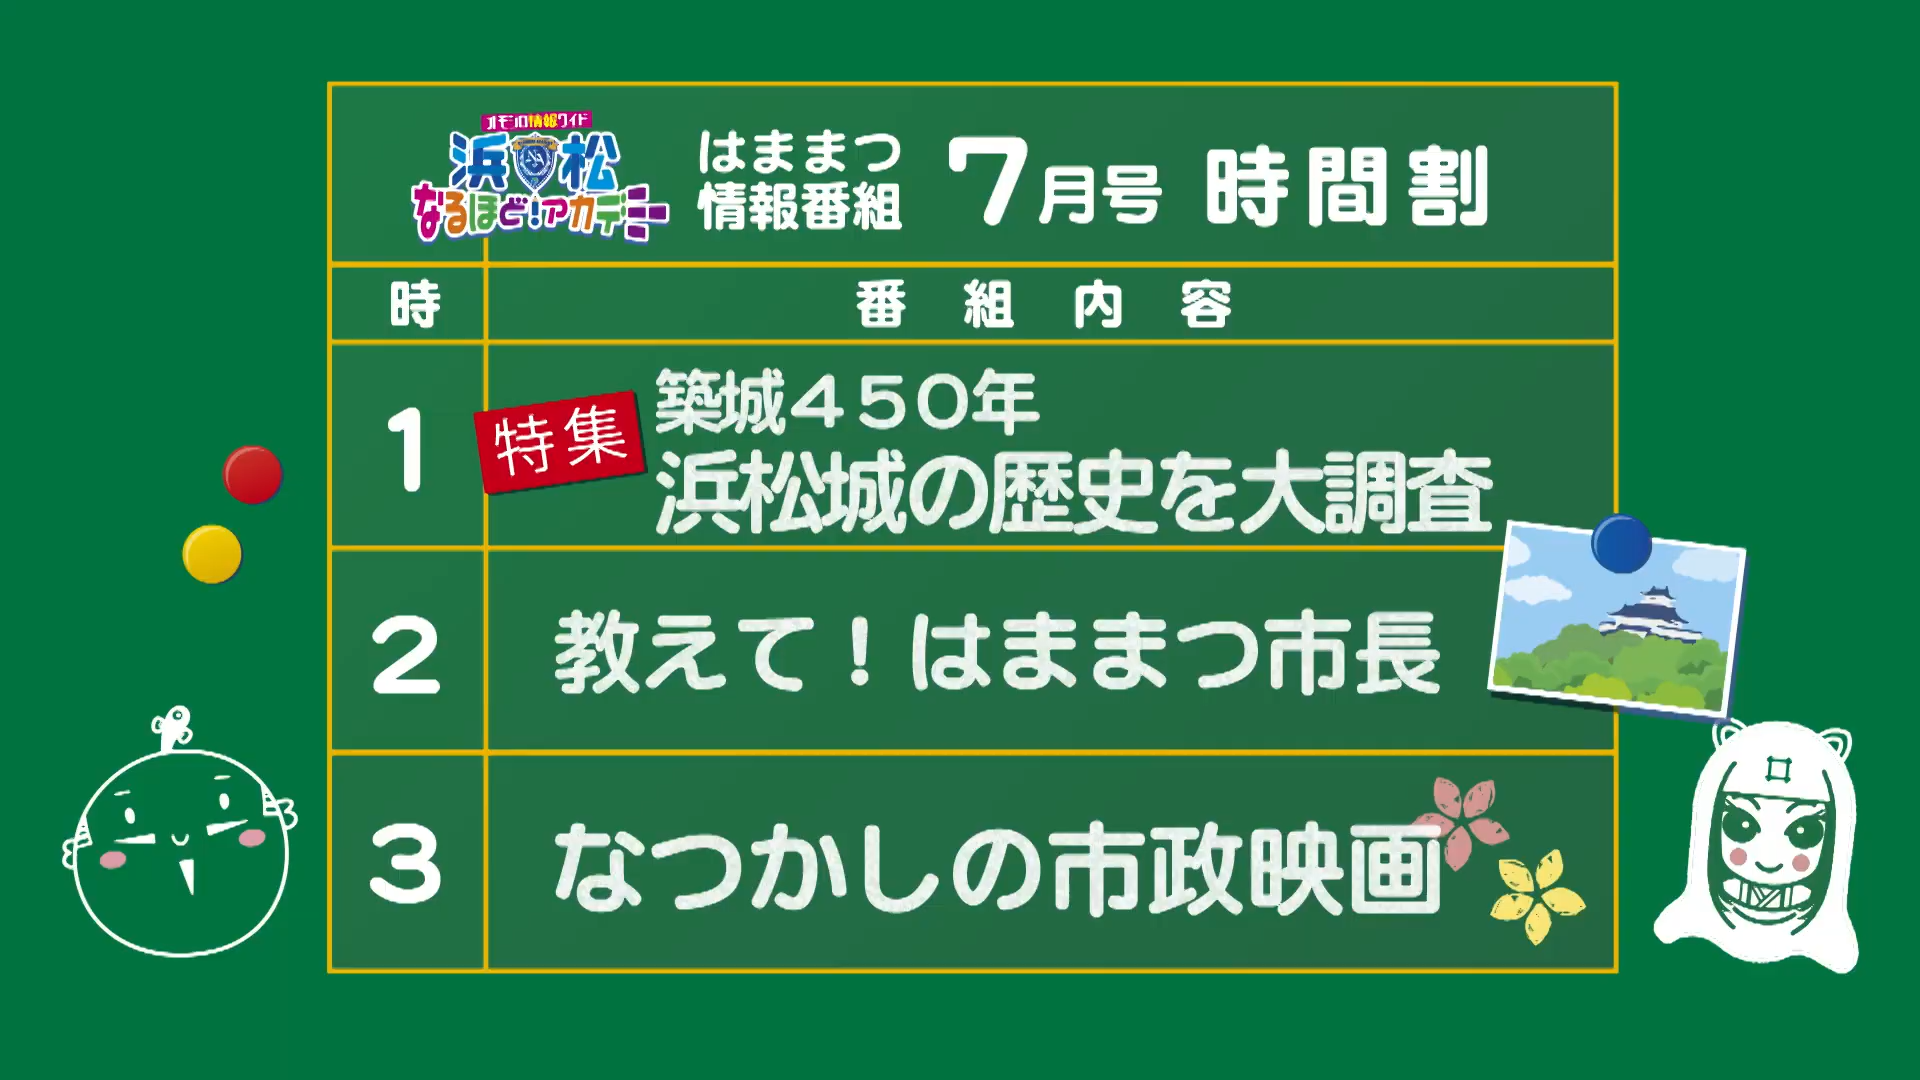 オモシロ情報ワイド
浜松
なるほど!アカデミー
はままつ
情報番組
7月号 時間割
時 番組内容
1 特集 築城450年
浜松城の歴史を大調査
2 教えて!はままつ市長
3 なつかしの市政映画